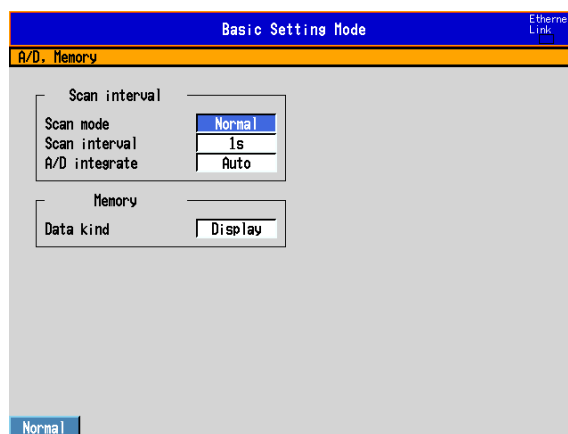 Basic Setting Mode
Etherne
Link
A/D, Memory
Scan interval
Scan mode Normal
Scan interval 1s
A/D integrate Auto
Memory
Data kind Display
Normal